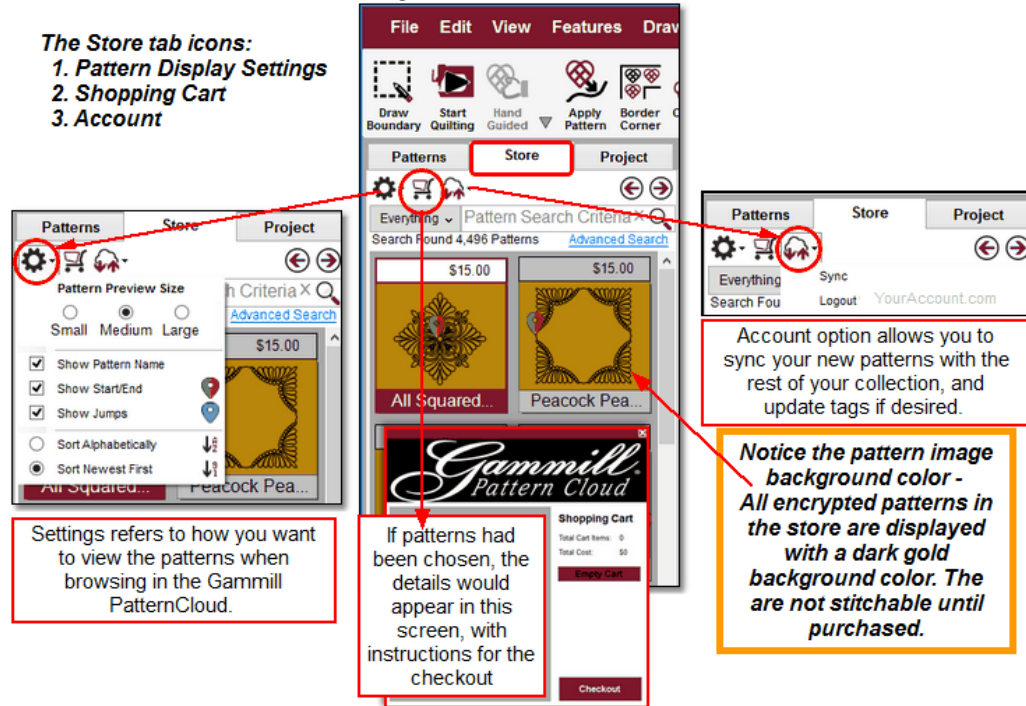 The Store tab icons:
1. Pattern Display Settings
2. Shopping Cart
3. Account
File Edit View Features Draw
Draw Boundary
Start Quilting
Hand Guided
Apply Pattern
Border Corner
Patterns Store Project
Everything Pattern Search Criteria X
Search Found 4,496 Patterns Advanced Search
$15.00 $15.00
All Squared... Peacock Pea...
Gammill
Pattern Cloud
Shopping Cart
Total Cart Items: 0
Total Cost: $0
Empty Cart
Checkout
If patterns had
been chosen, the
details would
appear in this
screen, with
instructions for the
checkout
Patterns Store Project
Pattern Preview Size
h Criteria X
Small Medium Large
Advanced Search
$15.00
Show Pattern Name
Show Start/End
Show Jumps
Sort Alphabetically
Sort Newest First
All Squared... Peacock Pea...
Settings refers to how you want
to view the patterns when
browsing in the Gammill
PatternCloud.
Patterns Store Project
Everything Sync
Search Fou Logout YourAccount.com
Account option allows you to
sync your new patterns with the
rest of your collection, and
update tags if desired.
Notice the pattern image
background color -
All encrypted patterns in
the store are displayed
with a dark gold
background color. The
are not stitchable until
purchased.